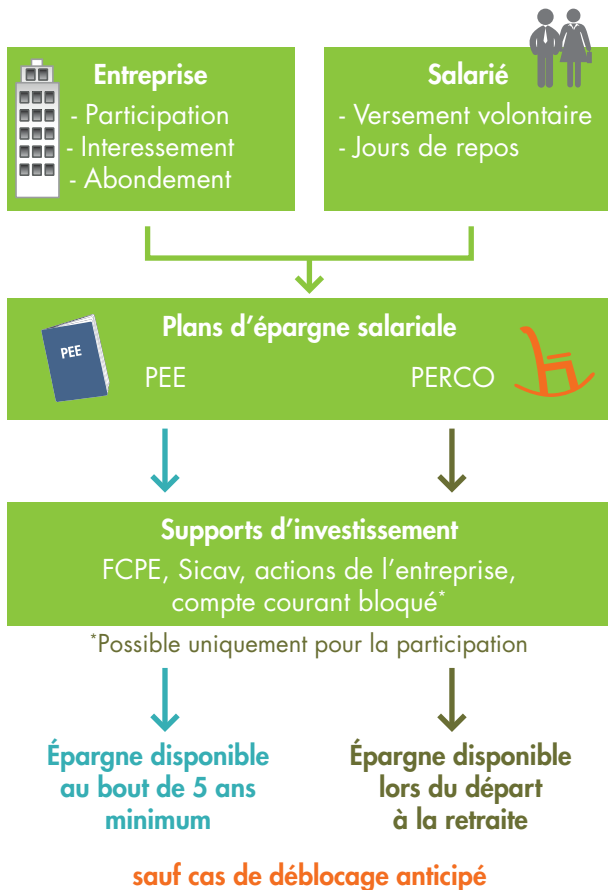 Entreprise
- Participation
- Interessement
- Abondement
Salarié
- Versement volontaire
- Jours de repos
Plans d'épargne salariale
PEE
PEE
PERCO
Supports d'investissement
FCPE, Sicav, actions de l'entreprise,
compte courant bloqué*
*Possible uniquement pour la participation
Épargne disponible
au bout de 5 ans
minimum
Épargne disponible
lors du départ
à la retraite
sauf cas de déblocage anticipé